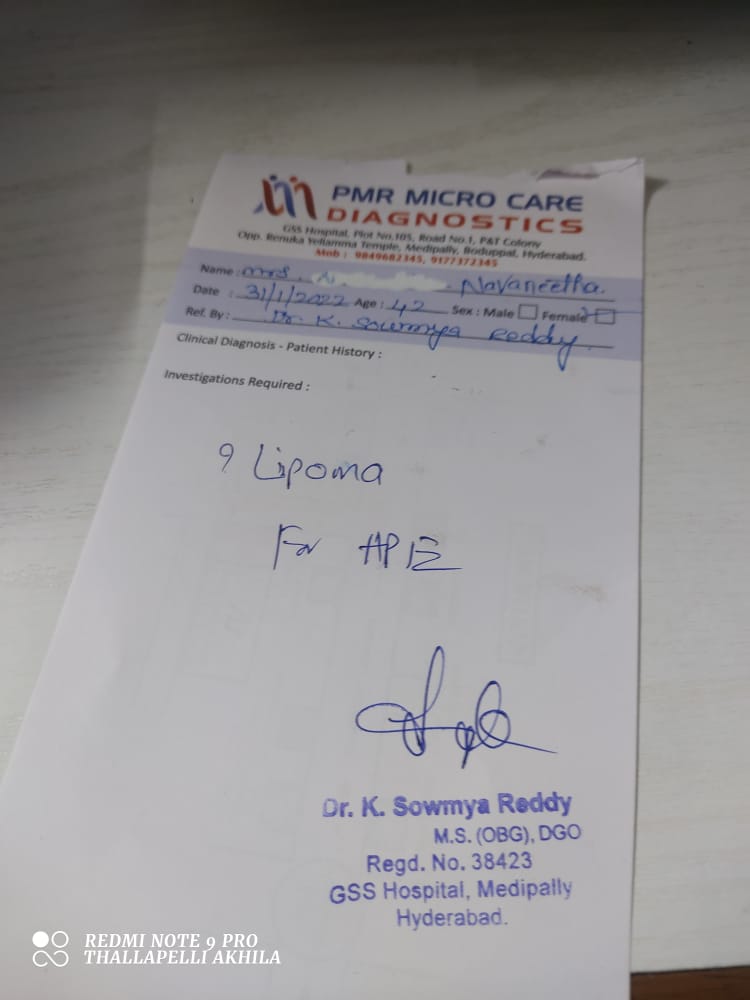 PMR MICRO CARE
DIAGNOSTICS
GSS Hospital, Plot No.105, Road No.1, P&T Colony
Opp. Renuka Yellamma Temple, Medipally, Boduppal, Hyderabad.
Mob : 9849682345, 9177372345
Name : Mrs. Navaneetha.
Date : 31/1/2022 Age : 42 Sex : Male Female
Ref. By : Dr. K. Sowmya Reddy.
Clinical Diagnosis - Patient History :
Investigations Required :
? Lipoma
For HPE
Dr. K. Sowmya Reddy
M.S. (OBG), DGO
Regd. No. 38423
GSS Hospital, Medipally
Hyderabad.
REDMI NOTE 9 PRO
THALLAPELLI AKHILA